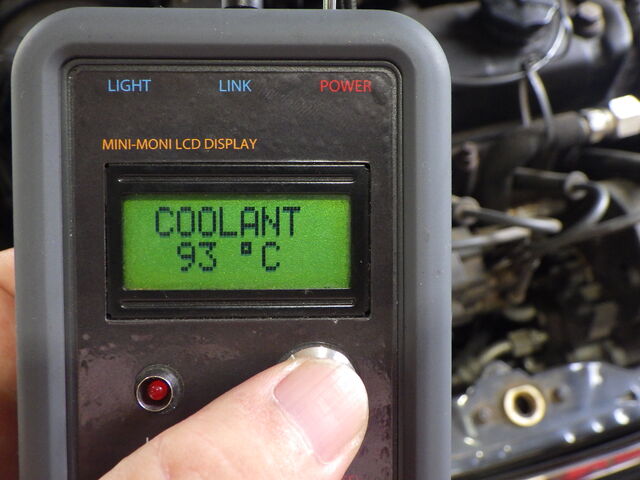 LIGHT LINK POWER
MINI-MONI LCD DISPLAY
COOLANT
93 °C